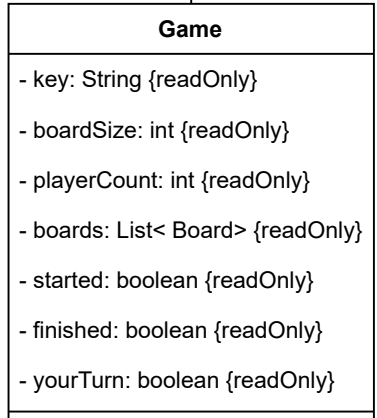 Game
- key: String {readOnly}
- boardSize: int {readOnly}
- playerCount: int {readOnly}
- boards: List< Board> {readOnly}
- started: boolean {readOnly}
- finished: boolean {readOnly}
- yourTurn: boolean {readOnly}